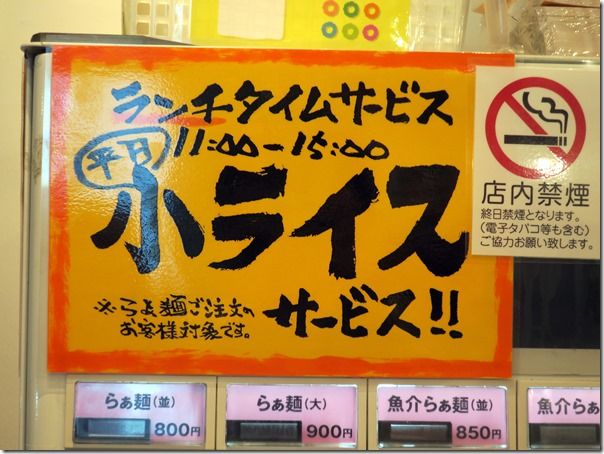 ランチタイムサービス
平日 11:00-15:00
小ライス
サービス!!
※らぁ麺ご注文の
お客様対象です。
店内禁煙
終日禁煙となります。
(電子タバコ等も含む)
ご協力お願い致します。
らぁ麺(並)
800円
らぁ麺(大)
900円
魚介らぁ麺(並)
850円
魚介らぁ